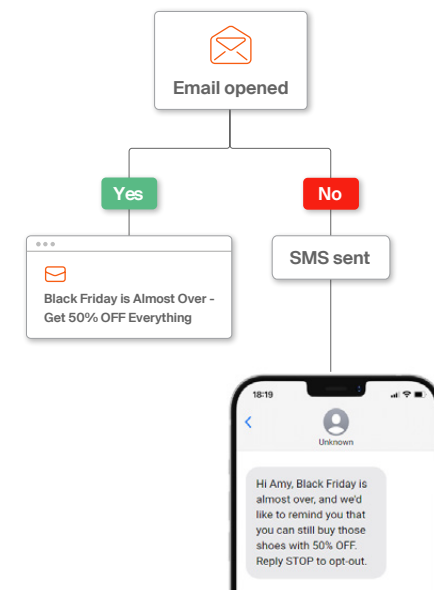 Email opened
Yes
No
Black Friday is Almost Over -
Get 50% OFF Everything
SMS sent
18:19
Unknown
Hi Amy, Black Friday is
almost over, and we'd
like to remind you that
you can still buy those
shoes with 50% OFF.
Reply STOP to opt-out.